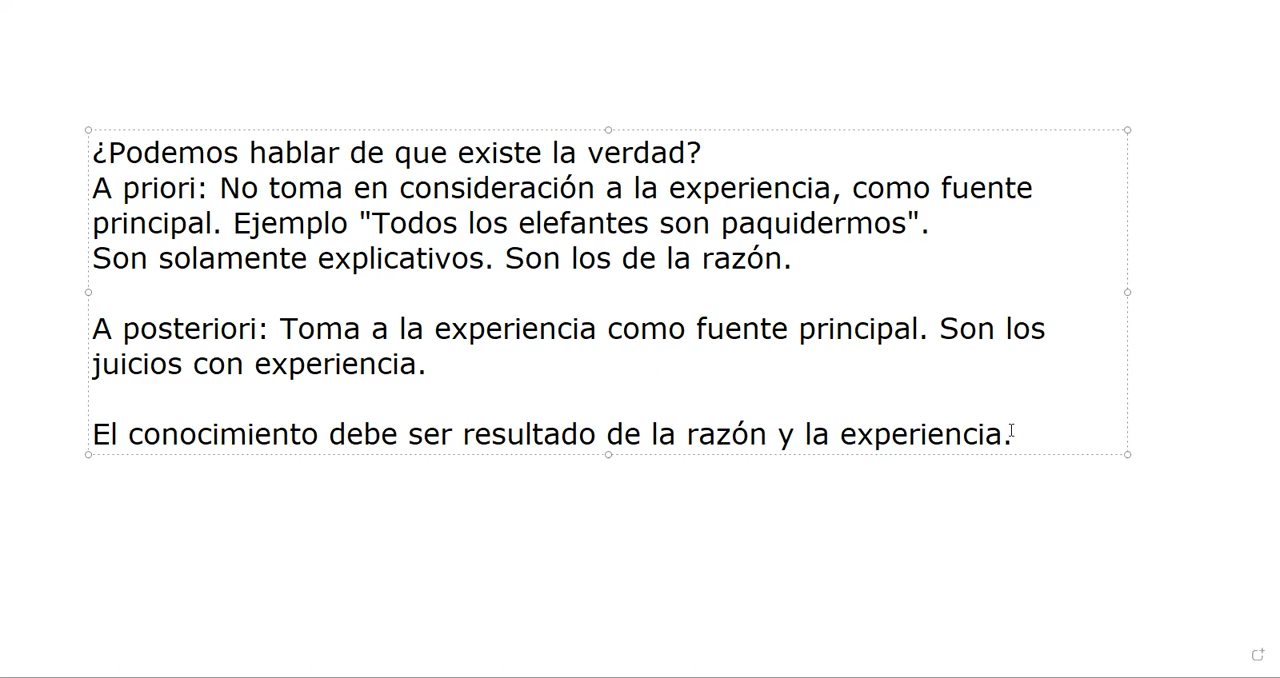 ¿Podemos hablar de que existe la verdad?
A priori: No toma en consideración a la experiencia, como fuente
principal. Ejemplo "Todos los elefantes son paquidermos".
Son solamente explicativos. Son los de la razón.
A posteriori: Toma a la experiencia como fuente principal. Son los
juicios con experiencia.
El conocimiento debe ser resultado de la razón y la experiencia.